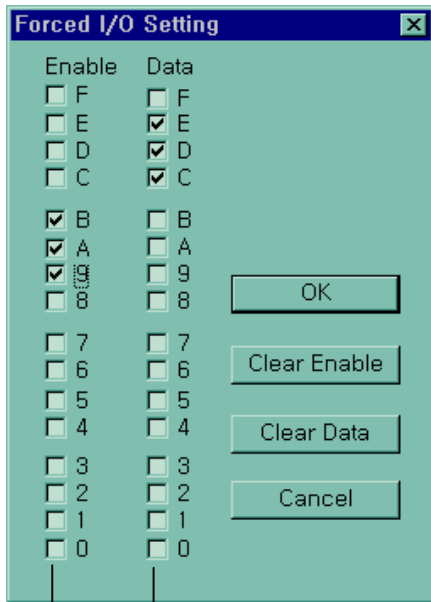 Forced I/O Setting
Enable Data
F F
E E
D D
C C
B B
A A
9 9
8 8
OK
7 7
6 6
Clear Enable
5 5
4 4
Clear Data
3 3
2 2
Cancel
1 1
0 0